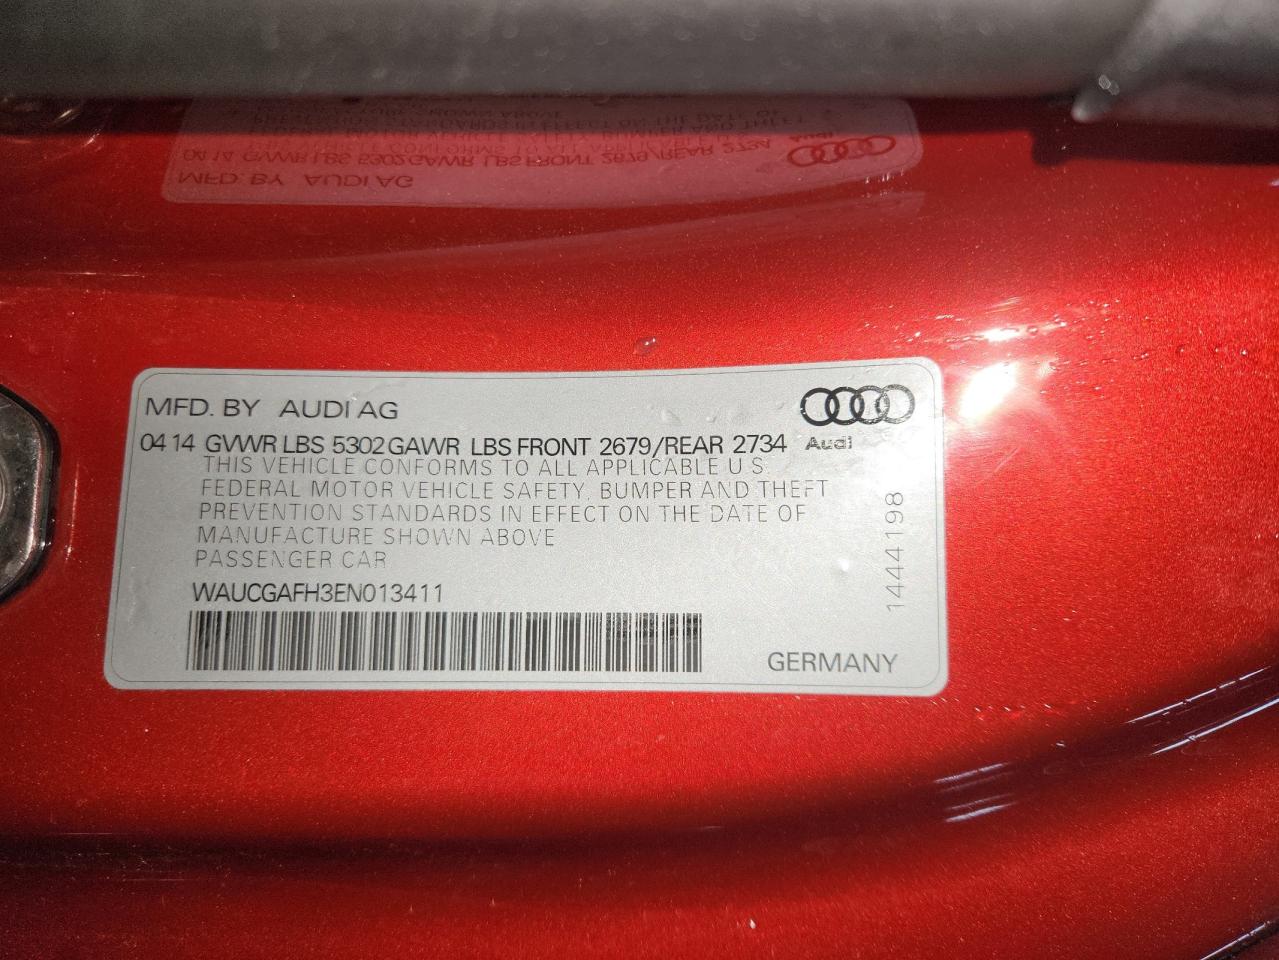 MFD. BY AUDI AG
04 14 GVWR LBS 5302 GAWR LBS FRONT 2679/REAR 2734 Audi
THIS VEHICLE CONFORMS TO ALL APPLICABLE U S
FEDERAL MOTOR VEHICLE SAFETY, BUMPER AND THEFT
PREVENTION STANDARDS IN EFFECT ON THE DATE OF
MANUFACTURE SHOWN ABOVE
PASSENGER CAR
WAUCGAFH3EN013411
1444198
GERMANY